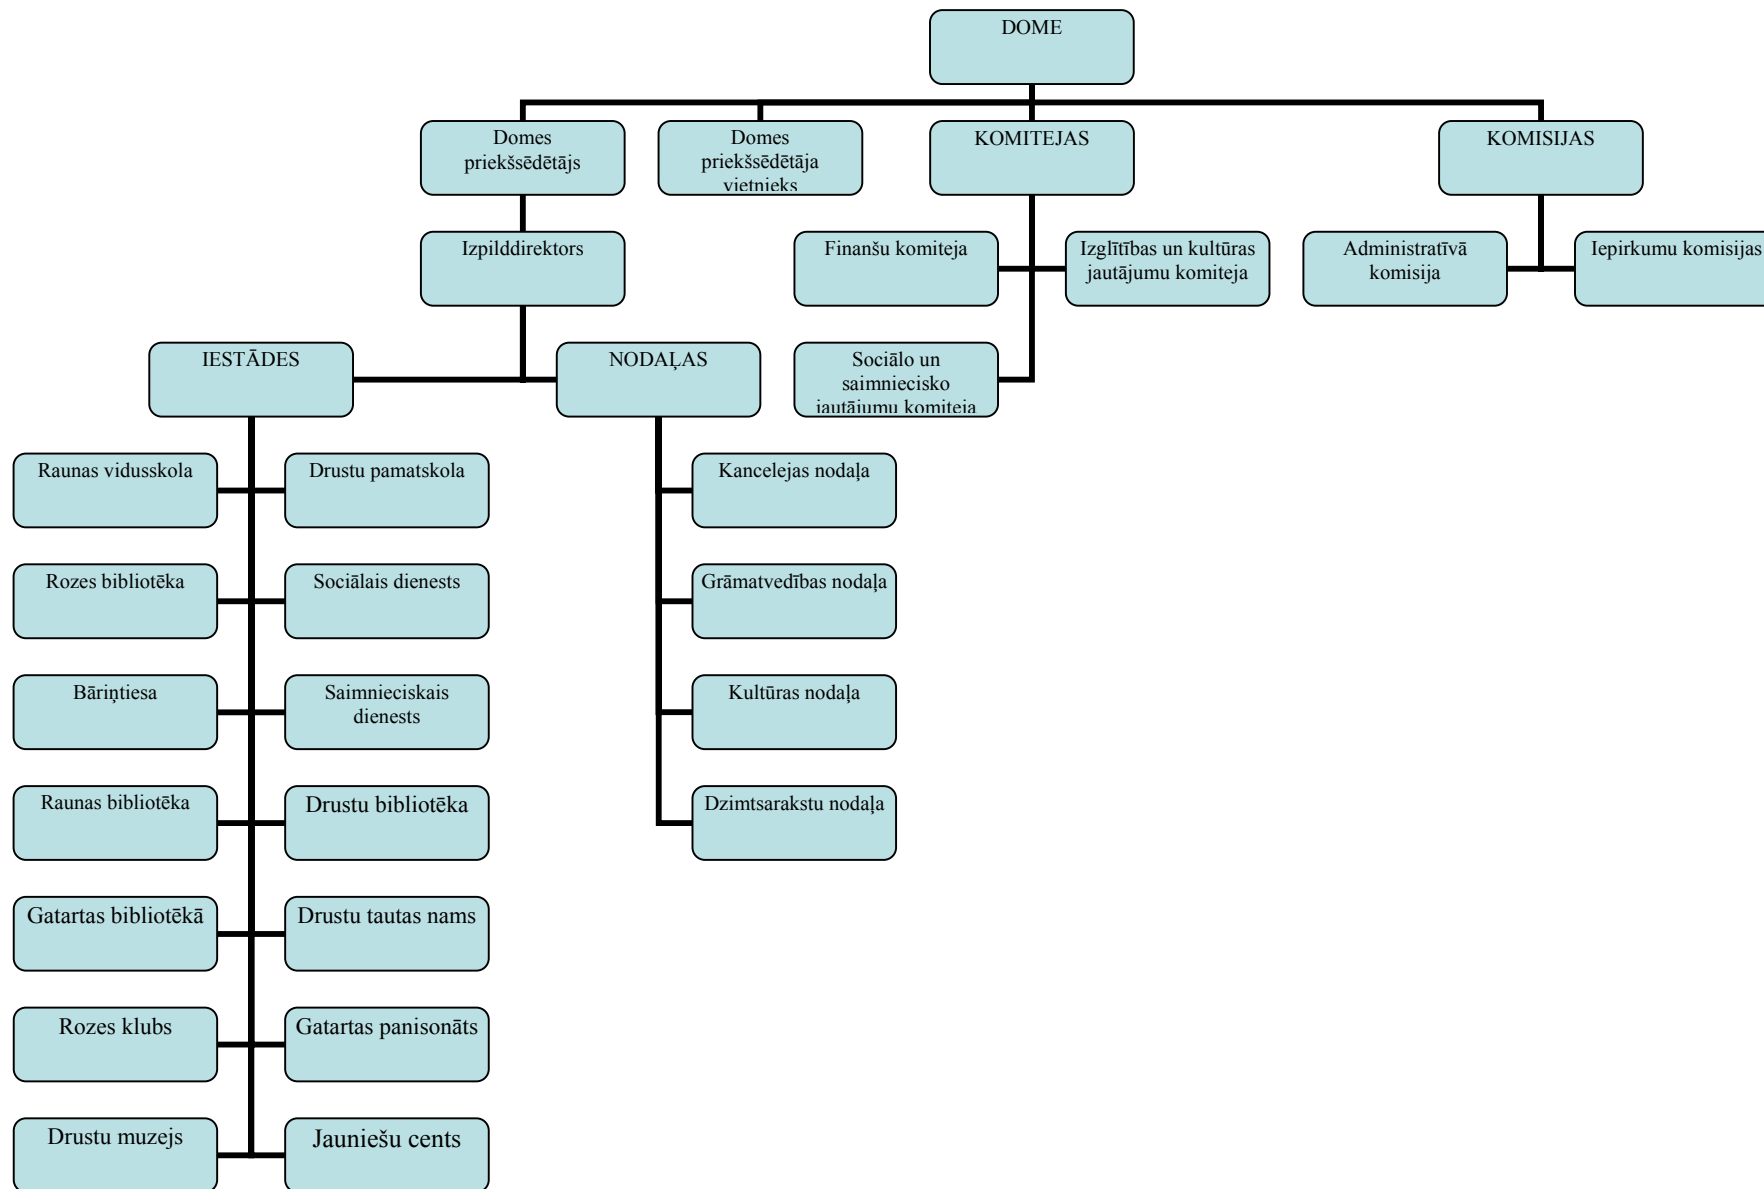 DOME
Domes
priekšsēdētājs
Domes
priekšsēdētāja
vietnieks
KOMITEJAS
KOMISIJAS
Izpilddirektors
Finanšu komiteja
Izglītības un kultūras
jautājumu komiteja
Administratīvā
komisija
Iepirkumu komisijas
IESTĀDES
NODAĻAS
Sociālo un
saimniecisko
jautājumu komiteja
Raunas vidusskola
Drustu pamatskola
Kancelejas nodaļa
Rozes bibliotēka
Sociālais dienests
Grāmatvedības nodaļa
Bāriņtiesa
Saimnieciskais
dienests
Kultūras nodaļa
Raunas bibliotēka
Drustu bibliotēka
Dzimtsarakstu nodaļa
Gatartas bibliotēkā
Drustu tautas nams
Rozes klubs
Gatartas panisonāts
Drustu muzejs
Jauniešu cents